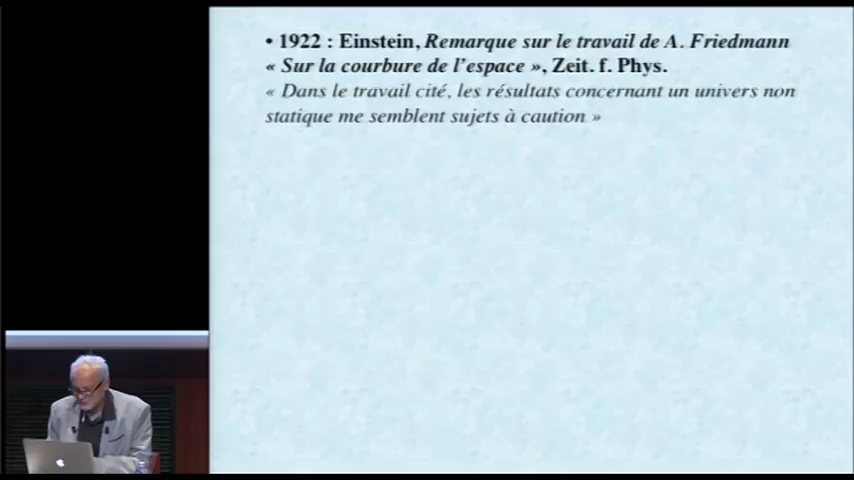 • 1922 : Einstein, Remarque sur le travail de A. Friedmann
« Sur la courbure de l'espace », Zeit. f. Phys.
« Dans le travail cité, les résultats concernant un univers non
statique me semblent sujets à caution »